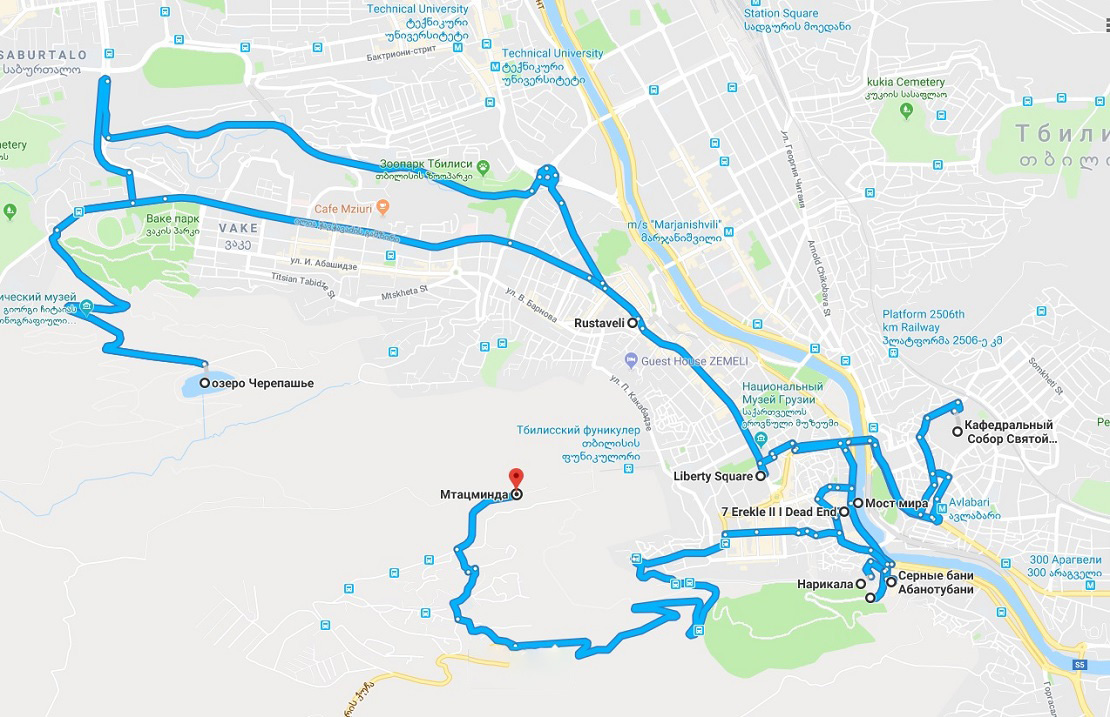 Technical University
ტექნიკური
უნივერსიტეტი
Station Square
სადგურის მოედანი
SABURTALO
საბურთალო
Бактриони-стрит
Technical University
ტექნიკური
უნივერსიტეტი
kukia Cemetery
კუკიის სასაფლაო
Тбили
თბილ
ул. Георгия Читаия
Зоопарк Тбилиси
თბილისის ზოოპარკი
Cafe Mziuri
Ваке парк
ვაკის პარკი
VAKE
ვაკე
m/s "Marjanishvili"
მარჯანიშვილი
Arnold Chikobava St
ул. И. Абашидзе
Titsian Tabidze St
Mtskheta St
ул. В. Барнова
ический музей
გიორგი ჩიტაიას
ნოგრაფიული...
Rustaveli
Platform 2506th
km Railway
პლატფორმა 2506-ე კმ
Guest House ZEMELI
Somkheti St
озеро Черепашье
ул. П. Какабадзе
Национальный
Музей Грузии
საქართველოს
ეროვნული მუზეუმი
Кафедральный
Собор Святой...
Тбилисский фуникулер
თბილისის
ფუნიკულიორი
Liberty Square
Мтацминда
7 Erekle II I Dead End
Мост мира
Avlabari
ავლაბარი
300 Арагвели
300 არაგველი
Нарикала
Серные бани
Абанотубани
S5